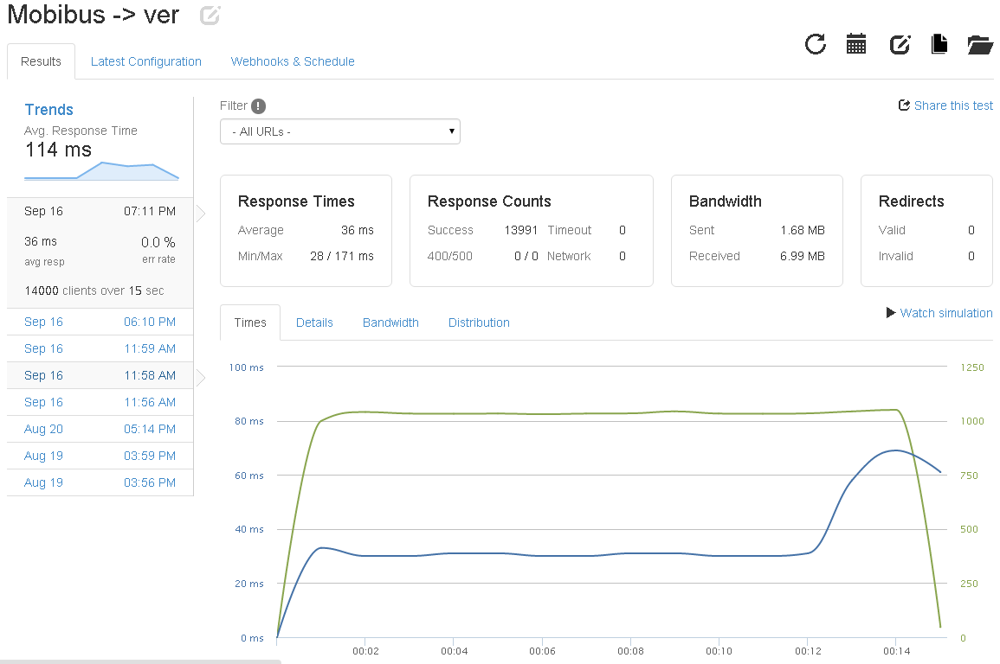 Mobibus -> ver
Results
Latest Configuration
Webhooks & Schedule
Trends
Avg. Response Time
114 ms
Sep 16 07:11 PM
36 ms 0.0 %
avg resp err rate
14000 clients over 15 sec
Sep 16 06:10 PM
Sep 16 11:59 AM
Sep 16 11:58 AM
Sep 16 11:56 AM
Aug 20 05:14 PM
Aug 19 03:59 PM
Aug 19 03:56 PM
Filter !
- All URLs -
Share this test
Response Times
Average 36 ms
Min/Max 28 / 171 ms
Response Counts
Success 13991 Timeout 0
400/500 0 / 0 Network 0
Bandwidth
Sent 1.68 MB
Received 6.99 MB
Redirects
Valid 0
Invalid 0
Times Details Bandwidth Distribution
Watch simulation
100 ms 1250
80 ms 1000
60 ms 750
40 ms 500
20 ms 250
0 ms 0
00:02 00:04 00:06 00:08 00:10 00:12 00:14